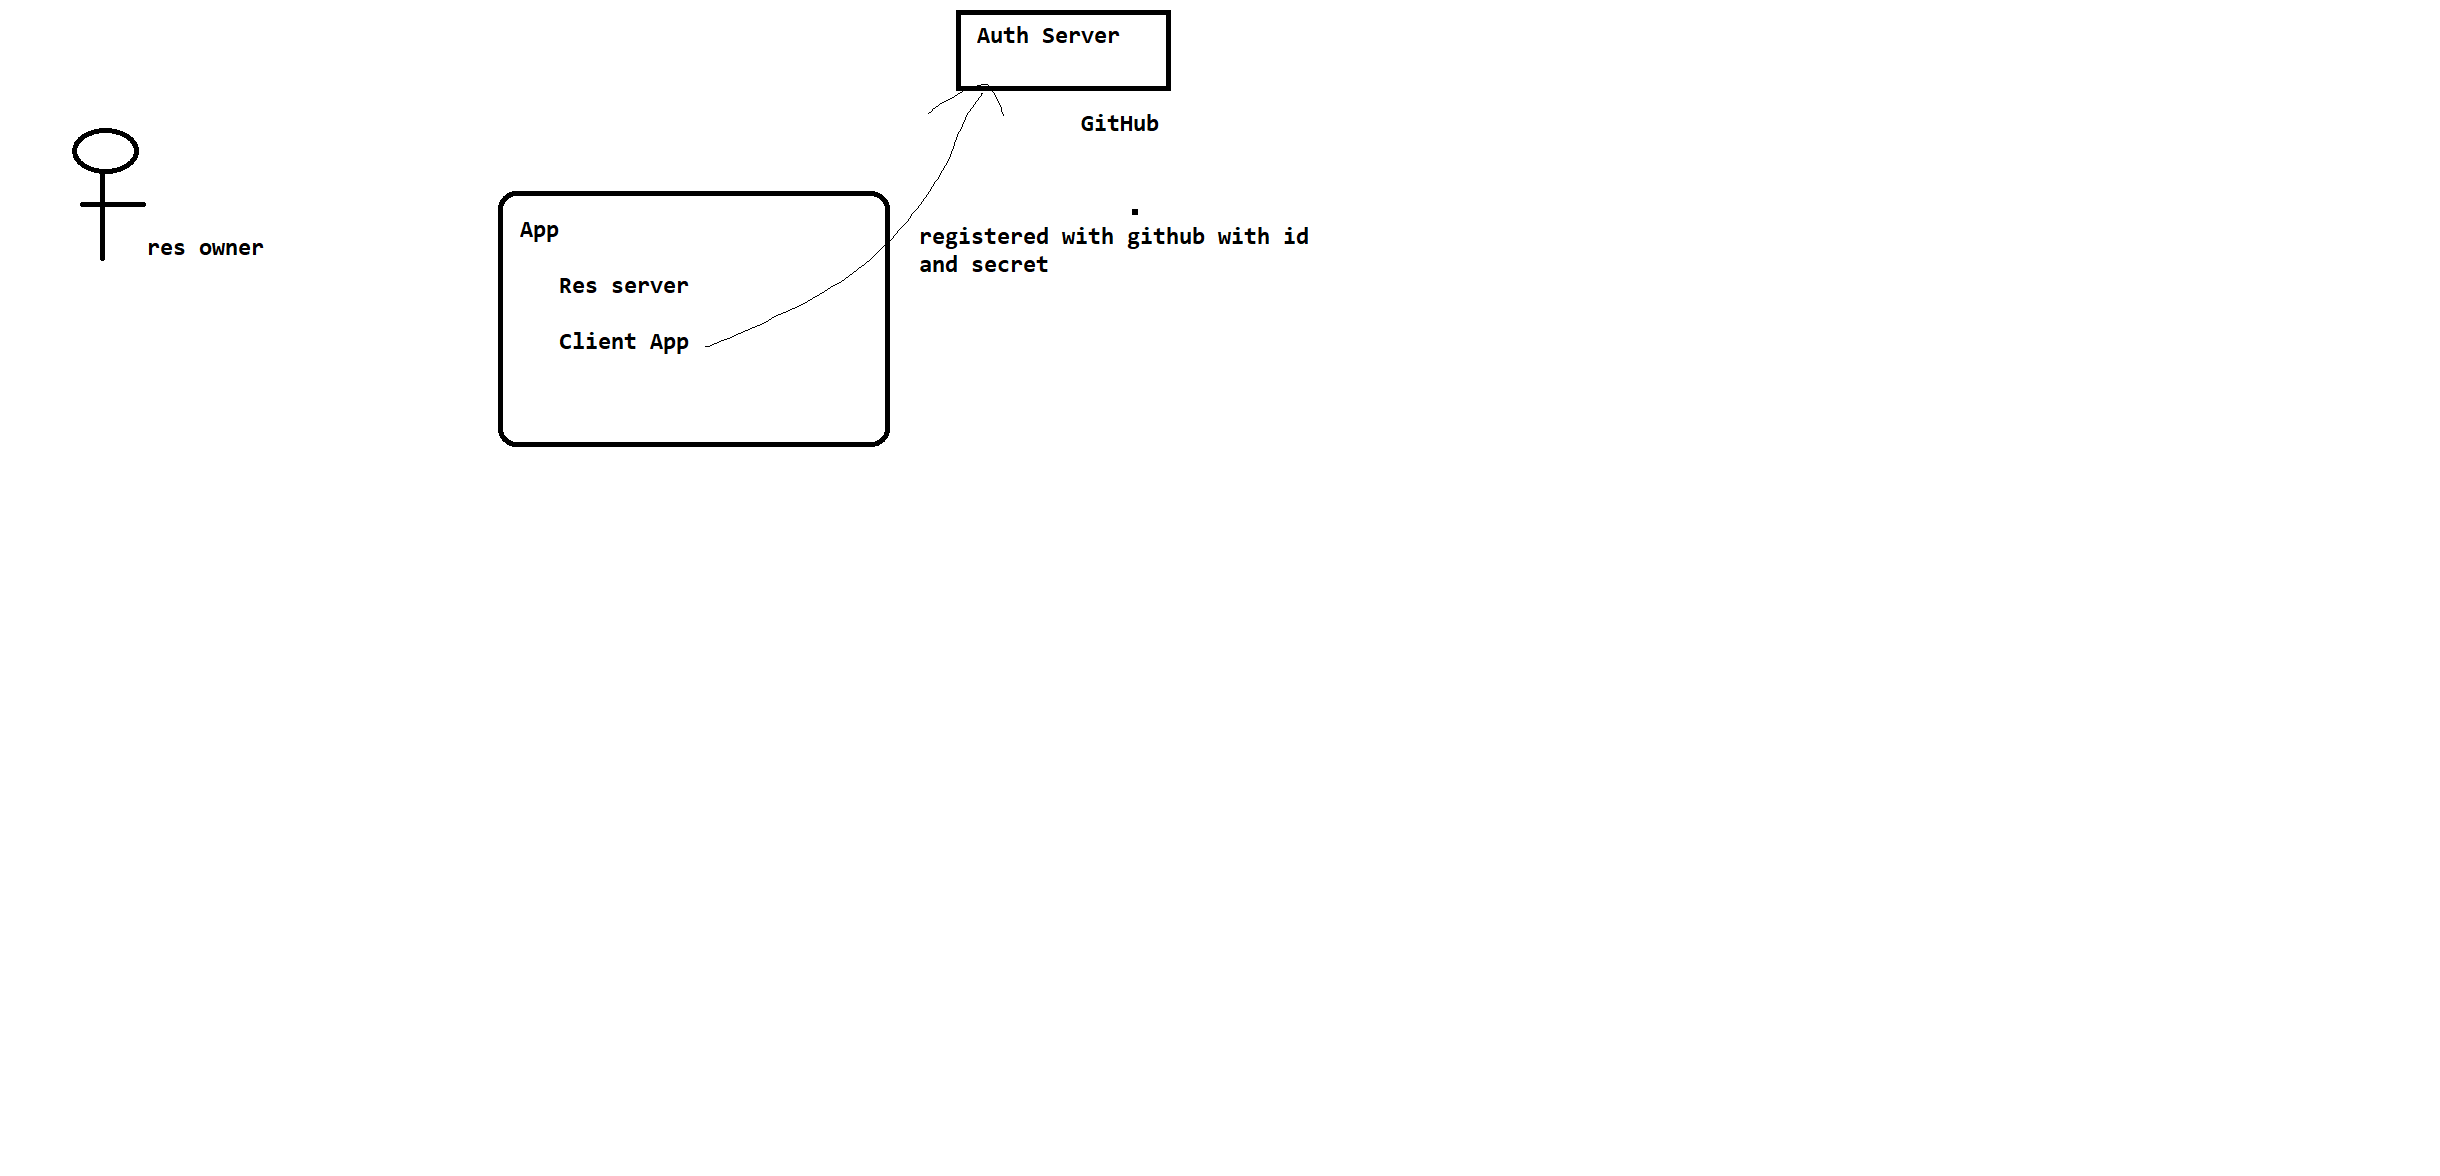 Auth Server
GitHub
res owner
App
registered with github with id
and secret
Res server
Client App